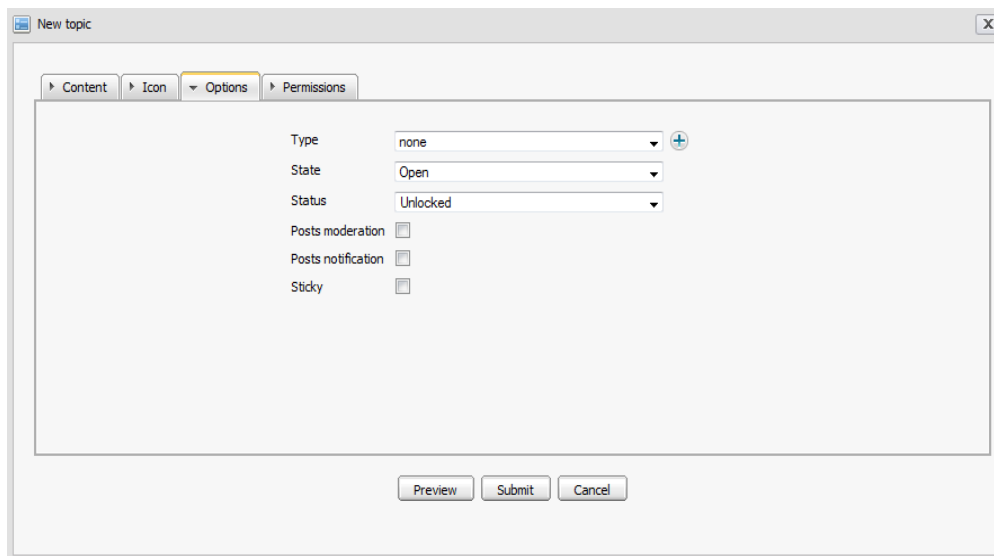 New topic X
Content Icon Options Permissions
Type none
State Open
Status Unlocked
Posts moderation
Posts notification
Sticky
Preview Submit Cancel